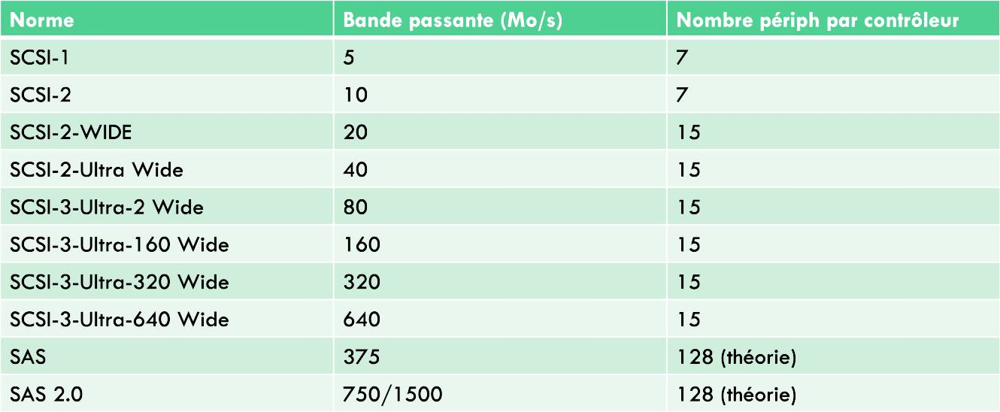 Norme Bande passante (Mo/s) Nombre périph par contrôleur
SCSI-1 5 7
SCSI-2 10 7
SCSI-2-WIDE 20 15
SCSI-2-Ultra Wide 40 15
SCSI-3-Ultra-2 Wide 80 15
SCSI-3-Ultra-160 Wide 160 15
SCSI-3-Ultra-320 Wide 320 15
SCSI-3-Ultra-640 Wide 640 15
SAS 375 128 (théorie)
SAS 2.0 750/1500 128 (théorie)